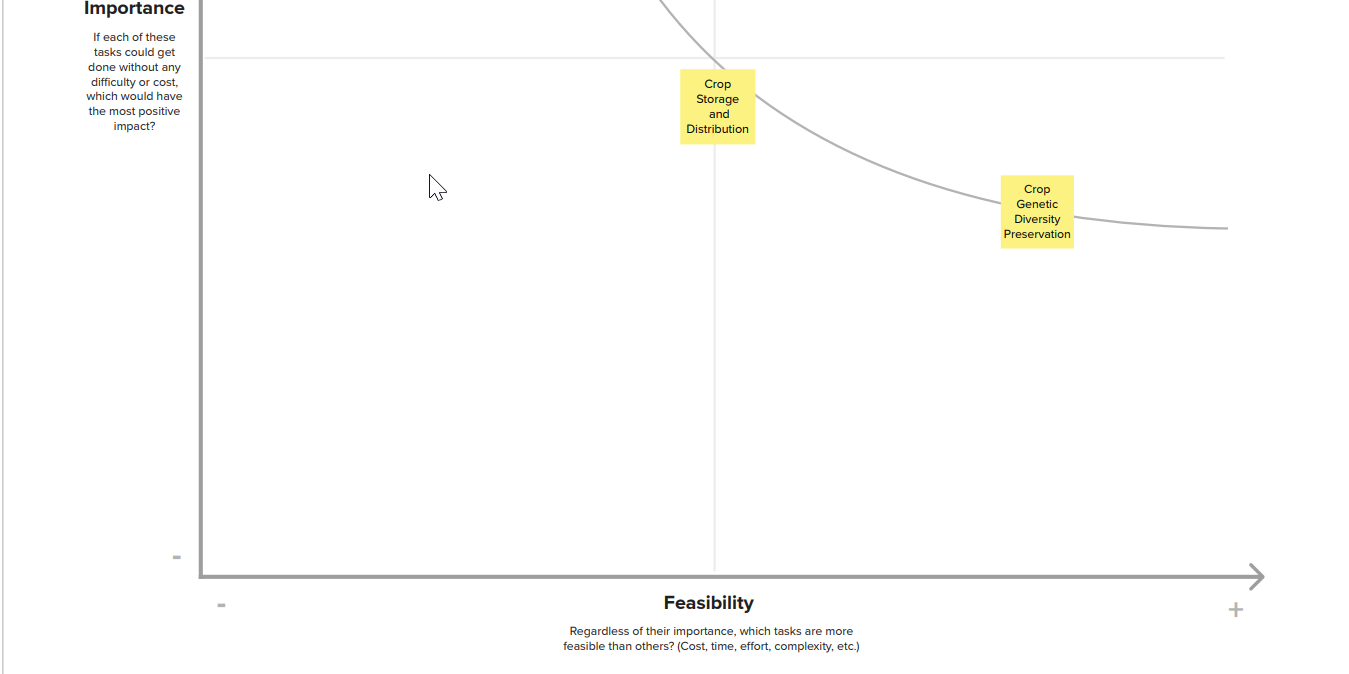 Importance
If each of these
tasks could get
done without any
difficulty or cost,
which would have
the most positive
impact?
Crop
Storage
and
Distribution
Crop
Genetic
Diversity
Preservation
-
-
Feasibility
+
Regardless of their importance, which tasks are more
feasible than others? (Cost, time, effort, complexity, etc.)